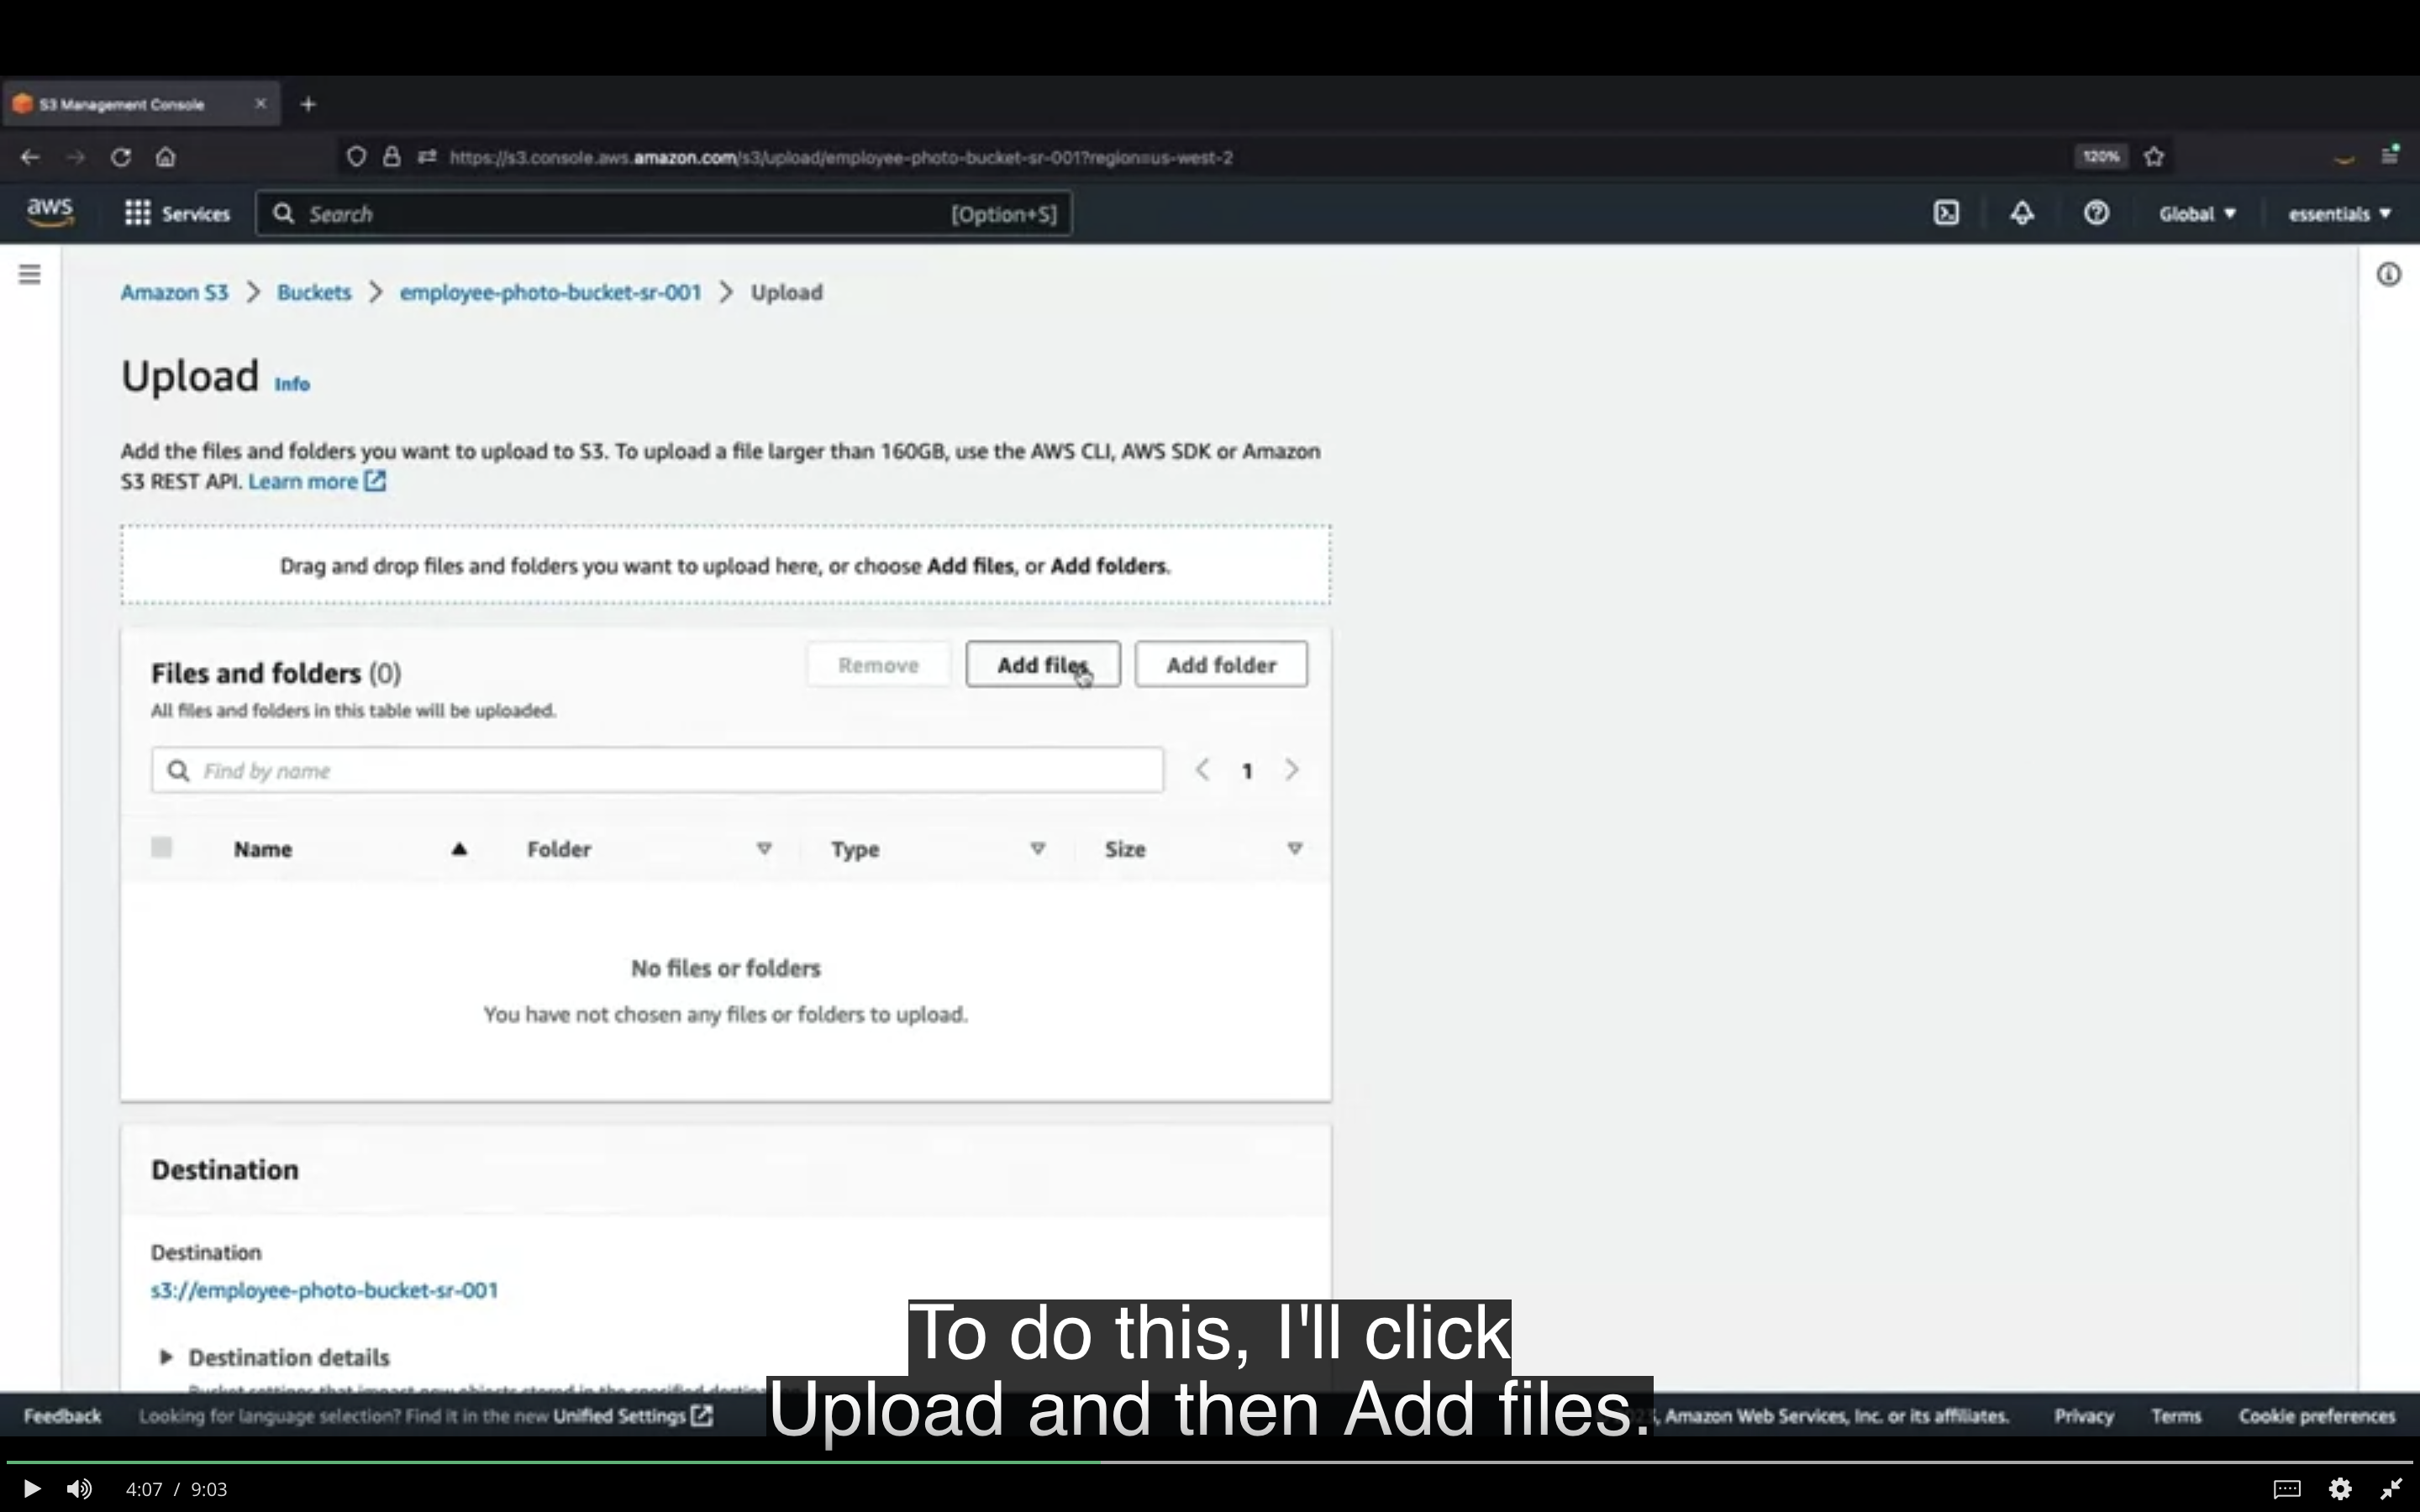 S3 Management Console
https://s3.console.aws.amazon.com/s3/upload/employee-photo-bucket-sr-001?region=us-west-2
120%
aws
Services
Search
[Option+S]
Global
essentials
Amazon S3 > Buckets > employee-photo-bucket-sr-001 > Upload
Upload Info
Add the files and folders you want to upload to S3. To upload a file larger than 160GB, use the AWS CLI, AWS SDK or Amazon
S3 REST API. Learn more
Drag and drop files and folders you want to upload here, or choose Add files, or Add folders.
Files and folders (0)
Remove
Add files
Add folder
All files and folders in this table will be uploaded.
Find by name
1
Name
Folder
Type
Size
No files or folders
You have not chosen any files or folders to upload.
Destination
Destination
s3://employee-photo-bucket-sr-001
Destination details
To do this, I'll click
Upload and then Add files.
Feedback
Looking for language selection? Find it in the new Unified Settings
, Amazon Web Services, Inc. or its affiliates.
Privacy
Terms
Cookie preferences
4:07 / 9:03